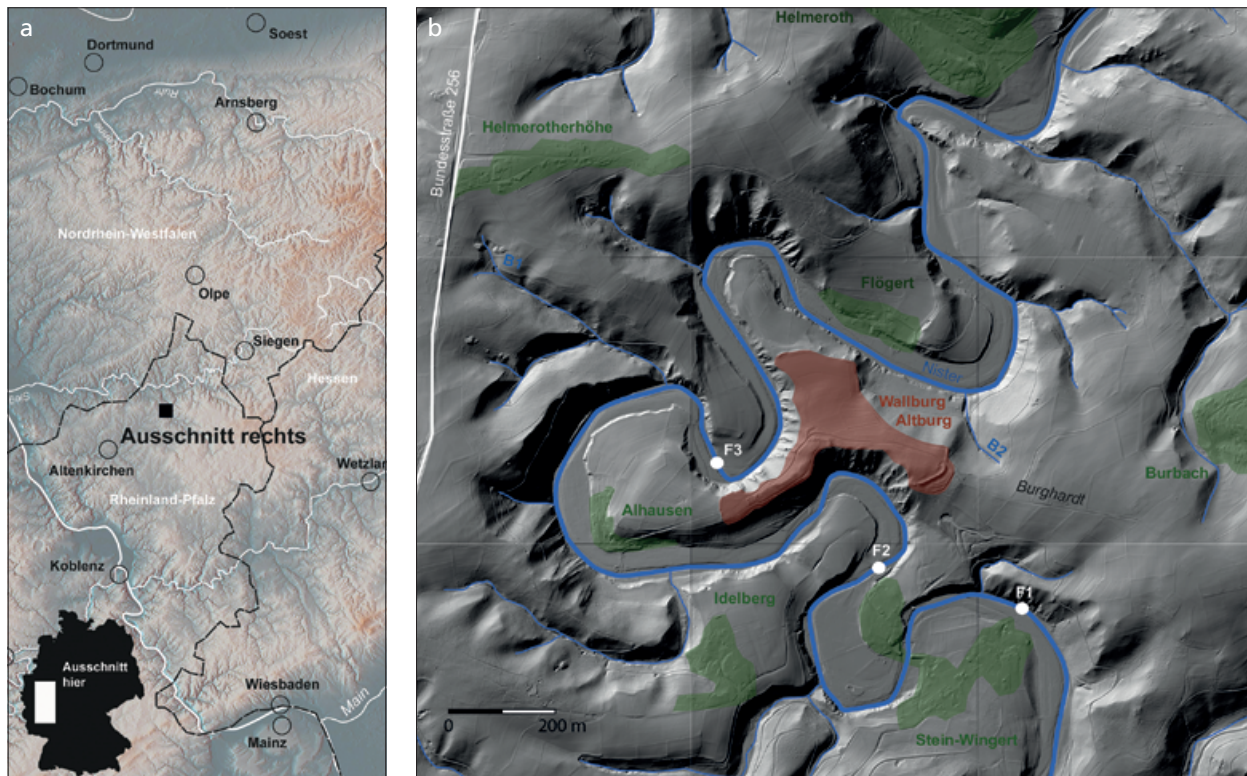 a
Soest
Dortmund
Bochum
Ruhr
Arnsberg
Nordrhein-Westfalen
Olpe
Siegen
Hessen
Ausschnitt rechts
Altenkirchen
Wetzlar
Rheinland-Pfalz
Koblenz
Ausschnitt
hier
Wiesbaden
Main
Mainz
b
Helmeroth
Bundesstraße 256
Helmerotherhöhe
B1
Flögert
Nister
Wallburg
Altburg
B2
F3
Burbach
Burghardt
Alhausen
F2
Idelberg
F1
0
200 m
Stein-Wingert